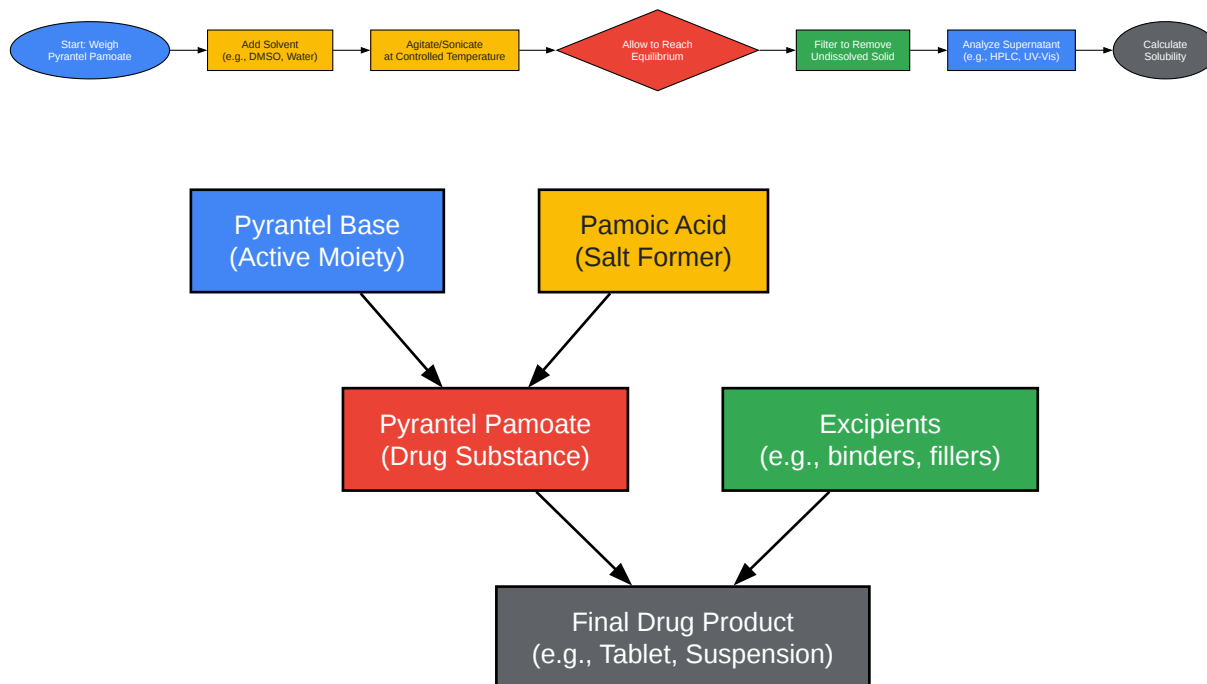 Start: Weigh
Pyrantel Pamoate
Add Solvent
(e.g., DMSO, Water)
Agitate/Sonicate
at Controlled Temperature
Allow to Reach
Equilibrium
Filter to Remove
Undissolved Solid
Analyze Supernatant
(e.g., HPLC, UV-Vis)
Calculate
Solubility
Pyrantel Base
(Active Moiety)
Pamoic Acid
(Salt Former)
Pyrantel Pamoate
(Drug Substance)
Excipients
(e.g., binders, fillers)
Final Drug Product
(e.g., Tablet, Suspension)